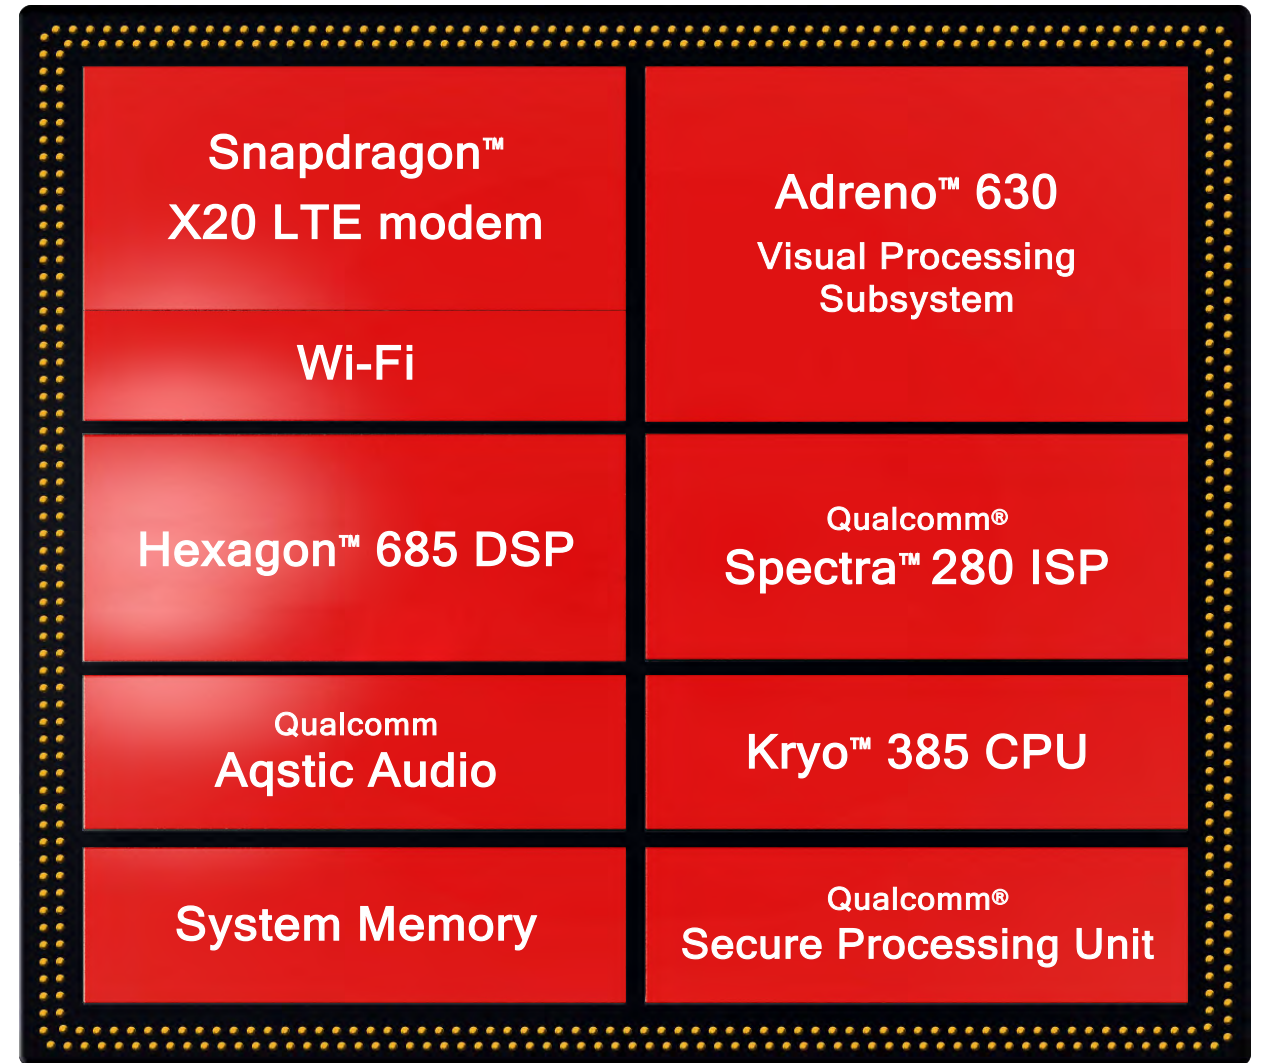 Snapdragon™
X20 LTE modem
Wi-Fi
Adreno™ 630
Visual Processing
Subsystem
Hexagon™ 685 DSP
Qualcomm®
Spectra™ 280 ISP
Qualcomm
Aqstic Audio
Kryo™ 385 CPU
System Memory
Qualcomm®
Secure Processing Unit